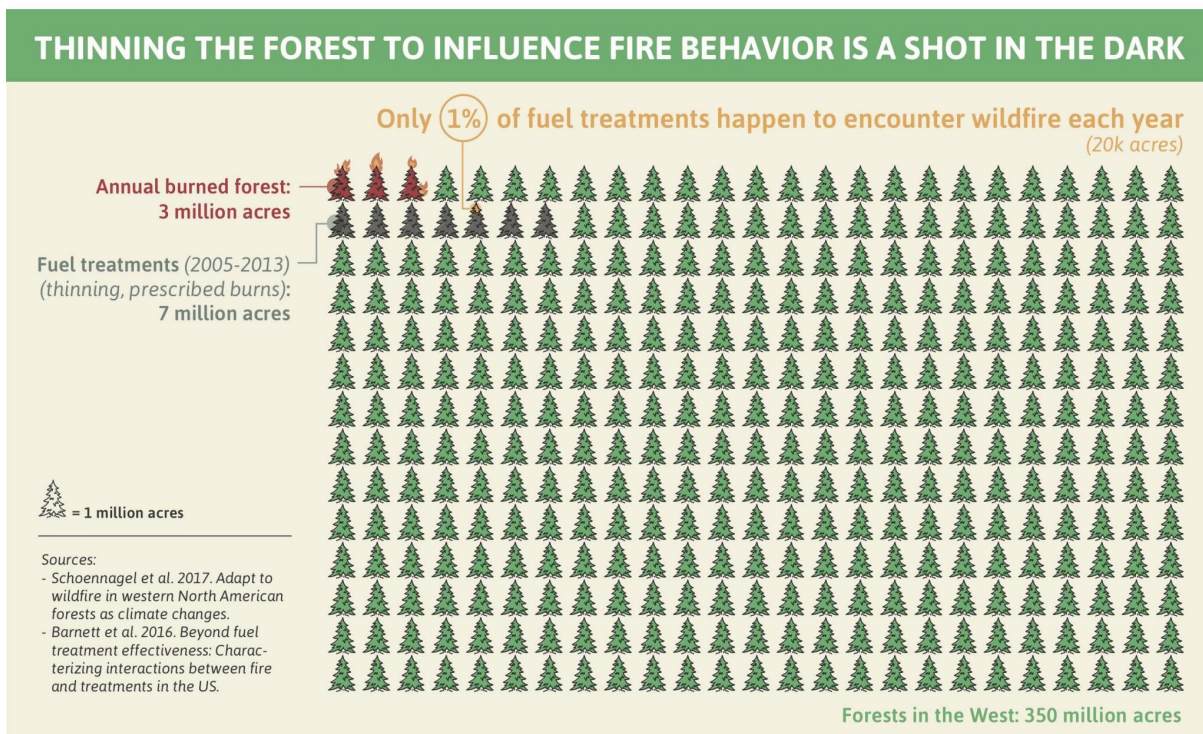 THINNING THE FOREST TO INFLUENCE FIRE BEHAVIOR IS A SHOT IN THE DARK
Only 1% of fuel treatments happen to encounter wildfire each year
(20k acres)
Annual burned forest:
3 million acres
Fuel treatments (2005-2013)
(thinning, prescribed burns):
7 million acres
= 1 million acres
Sources:
- Schoennagel et al. 2017. Adapt to
wildfire in western North American
forests as climate changes.
- Barnett et al. 2016. Beyond fuel
treatment effectiveness: Charac-
terizing interactions between fire
and treatments in the US.
Forests in the West: 350 million acres